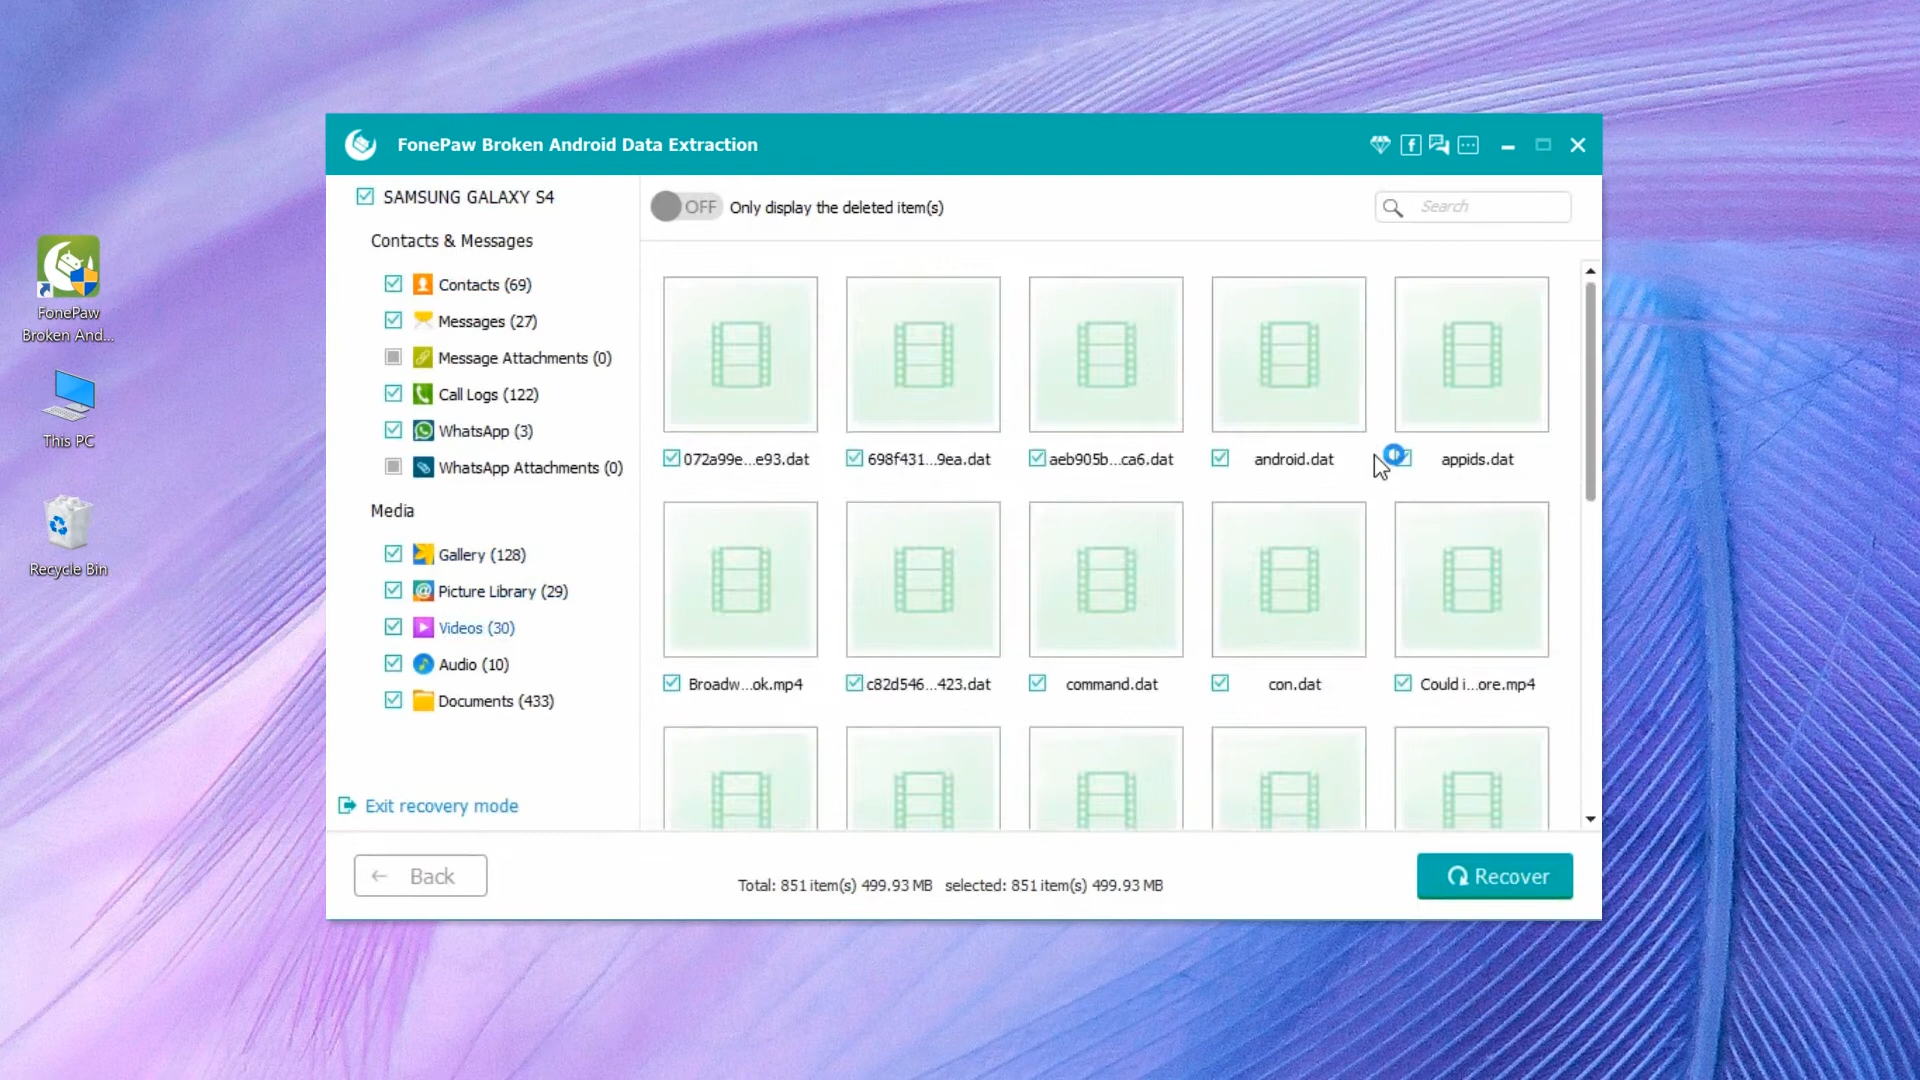 FonePaw Broken Android Data Extraction
SAMSUNG GALAXY S4
OFF Only display the deleted item(s)
Search
Contacts & Messages
Contacts (69)
Messages (27)
Message Attachments (0)
Call Logs (122)
WhatsApp (3)
WhatsApp Attachments (0)
Media
Gallery (128)
Picture Library (29)
Videos (30)
Audio (10)
Documents (433)
Exit recovery mode
072a99e...e93.dat
698f431...9ea.dat
aeb905b...ca6.dat
android.dat
appids.dat
Broadw...ok.mp4
c82d546...423.dat
command.dat
con.dat
Could i...ore.mp4
Back
Total: 851 item(s) 499.93 MB selected: 851 item(s) 499.93 MB
Recover
FonePaw
Broken And...
This PC
Recycle Bin